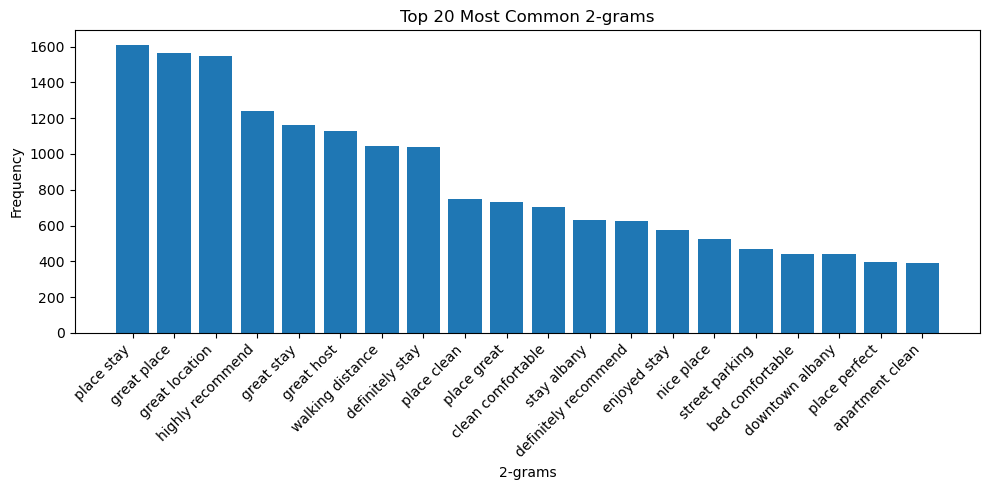 Top 20 Most Common 2-grams
Frequency
1600
1400
1200
1000
800
600
400
200
0
place stay
great place
great location
highly recommend
great stay
great host
walking distance
definitely stay
place clean
place great
clean comfortable
stay albany
definitely recommend
enjoyed stay
nice place
street parking
bed comfortable
downtown albany
place perfect
apartment clean
2-grams